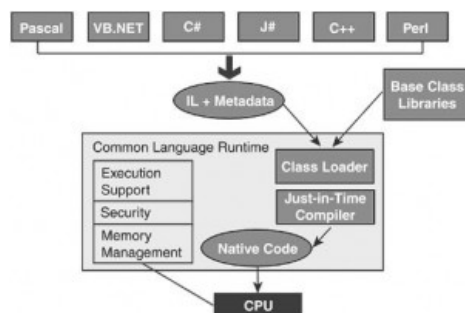 Pascal
VB.NET
C#
J#
C++
Perl
IL + Metadata
Base Class
Libraries
Common Language Runtime
Execution
Support
Security
Memory
Management
Class Loader
Just-in-Time
Compiler
Native Code
CPU